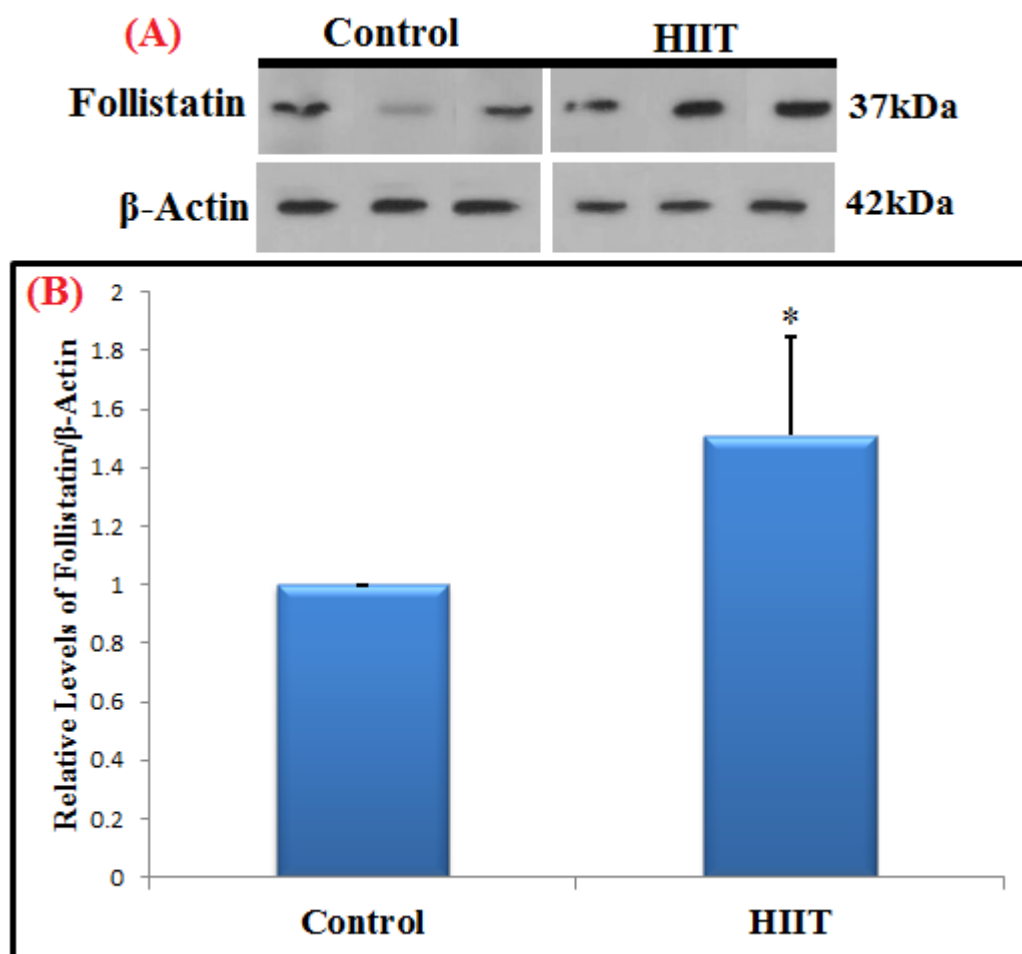 (A) Control HIIT
Follistatin 37kDa
β-Actin 42kDa
(B)
Relative Levels of Follistatin/β-Actin
2
1.8
1.6
1.4
1.2
1
0.8
0.6
0.4
0.2
0
*
Control HIIT